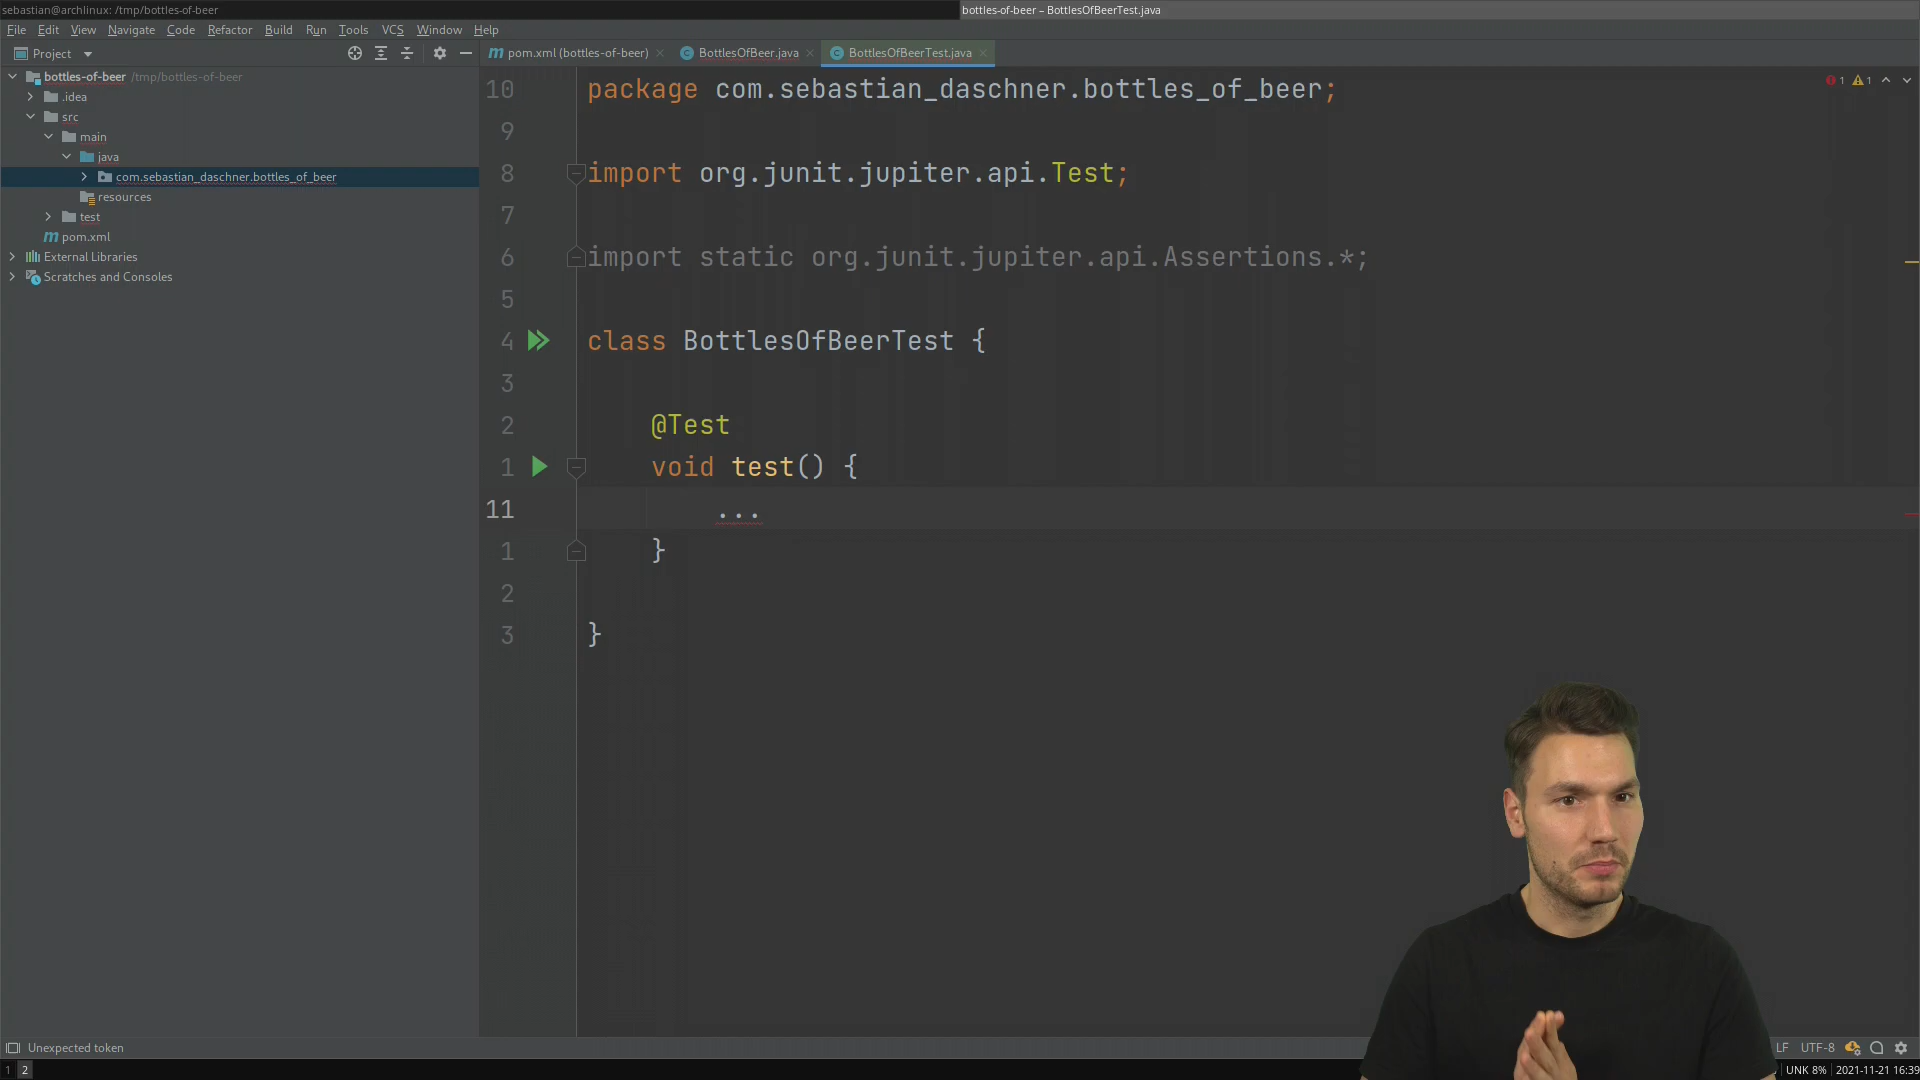 sebastian@archlinux: /tmp/bottles-of-beer
bottles-of-beer – BottlesOfBeerTest.java
File Edit View Navigate Code Refactor Build Run Tools VCS Window Help
Project
pom.xml (bottles-of-beer)
BottlesOfBeer.java
BottlesOfBeerTest.java
bottles-of-beer /tmp/bottles-of-beer
.idea
src
main
java
com.sebastian_daschner.bottles_of_beer
resources
test
pom.xml
External Libraries
Scratches and Consoles
1 1
10 package com.sebastian_daschner.bottles_of_beer;
9
8 import org.junit.jupiter.api.Test;
7
6 import static org.junit.jupiter.api.Assertions.*;
5
4 class BottlesOfBeerTest {
3
2 @Test
1 void test() {
11 ...
1 }
2
3 }
Unexpected token
LF UTF-8
1 2
UNK 8% 2021-11-21 16:39